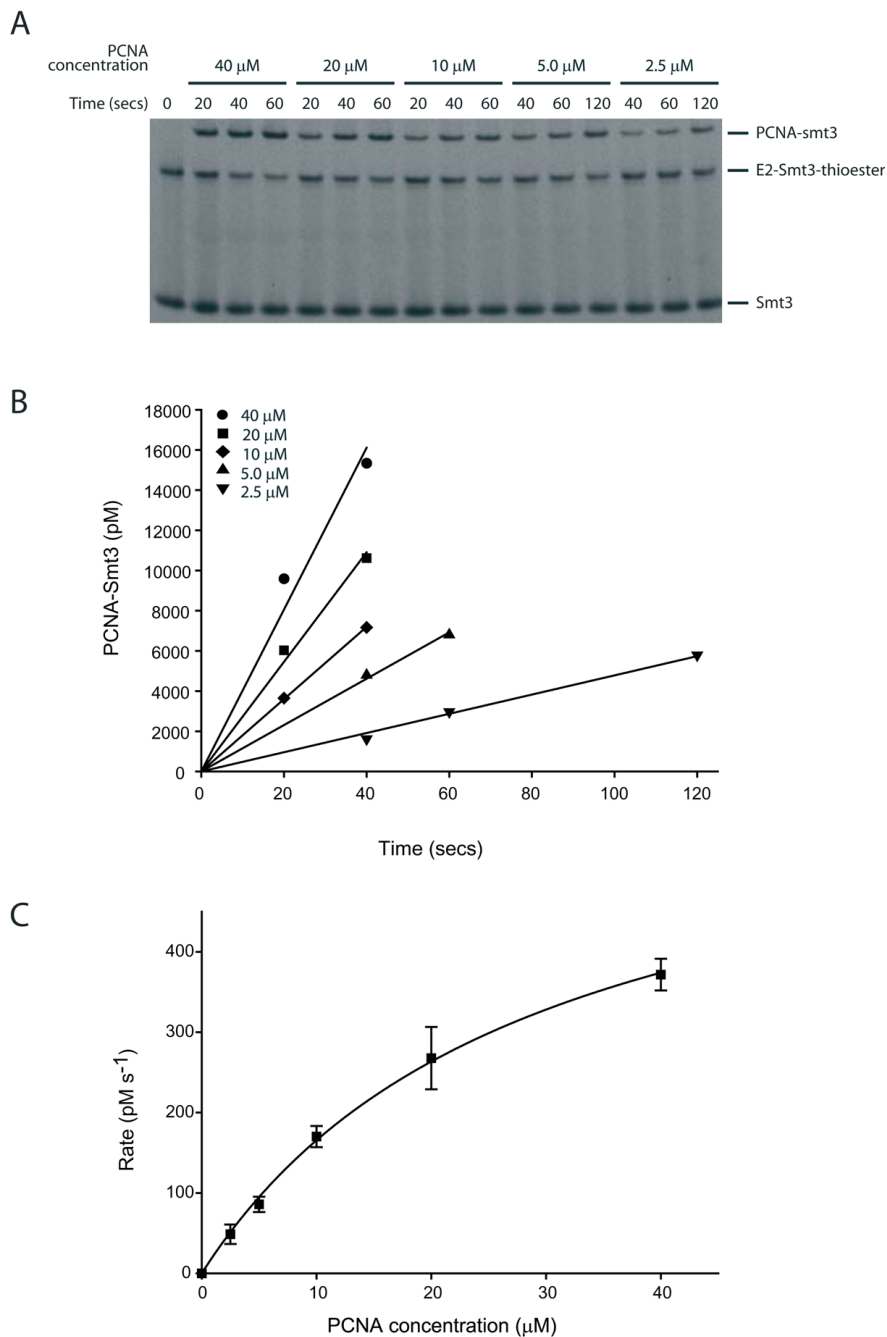 A
PCNA
concentration
40 µM 20 µM 10 µM 5.0 µM 2.5 µM
Time (secs) 0 20 40 60 20 40 60 20 40 60 40 60 120 40 60 120
PCNA-smt3
E2-Smt3-thioester
Smt3
B
18000
16000
14000
12000
10000
8000
6000
4000
2000
0
PCNA-Smt3 (pM)
40 µM
20 µM
10 µM
5.0 µM
2.5 µM
0 20 40 60 80 100 120
Time (secs)
C
400
300
200
100
0
Rate (pM s-1)
0 10 20 30 40
PCNA concentration (µM)